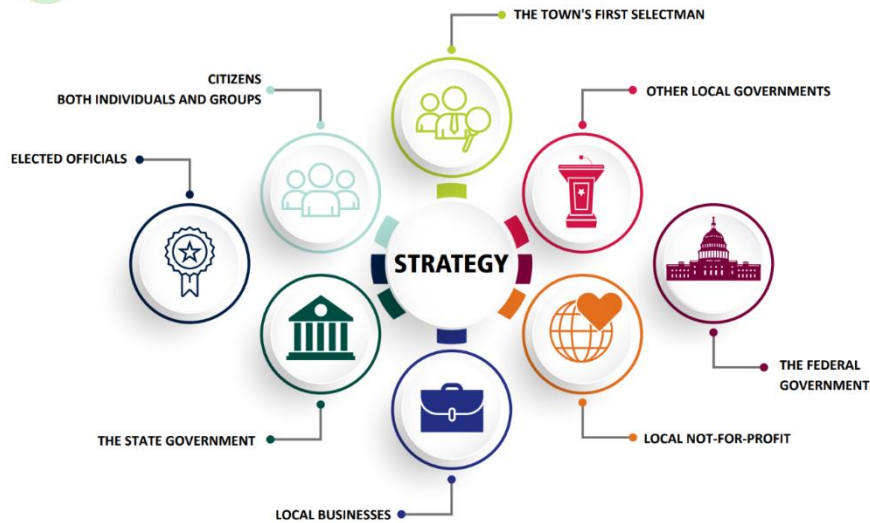 THE TOWN'S FIRST SELECTMAN
CITIZENS
BOTH INDIVIDUALS AND GROUPS
OTHER LOCAL GOVERNMENTS
ELECTED OFFICIALS
STRATEGY
THE FEDERAL
GOVERNMENT
THE STATE GOVERNMENT
LOCAL NOT-FOR-PROFIT
LOCAL BUSINESSES